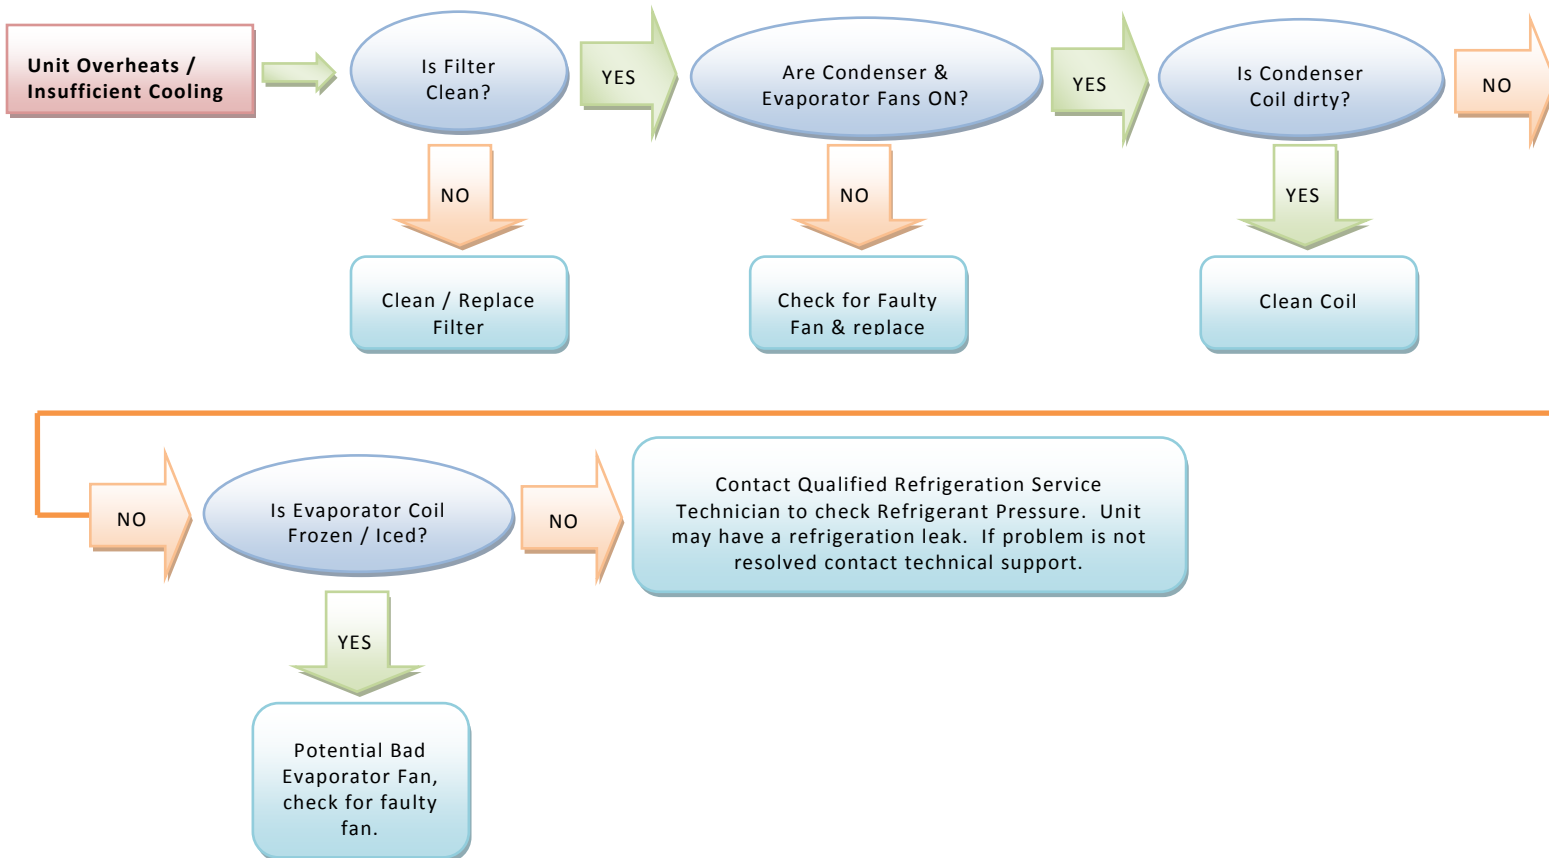 Unit Overheats /
Insufficient Cooling
Is Filter
Clean?
YES
Are Condenser &
Evaporator Fans ON?
YES
Is Condenser
Coil dirty?
NO
NO
NO
YES
Clean / Replace
Filter
Check for Faulty
Fan & replace
Clean Coil
NO
Is Evaporator Coil
Frozen / Iced?
NO
Contact Qualified Refrigeration Service
Technician to check Refrigerant Pressure.  Unit
may have a refrigeration leak.  If problem is not
resolved contact technical support.
YES
Potential Bad
Evaporator Fan,
check for faulty
fan.